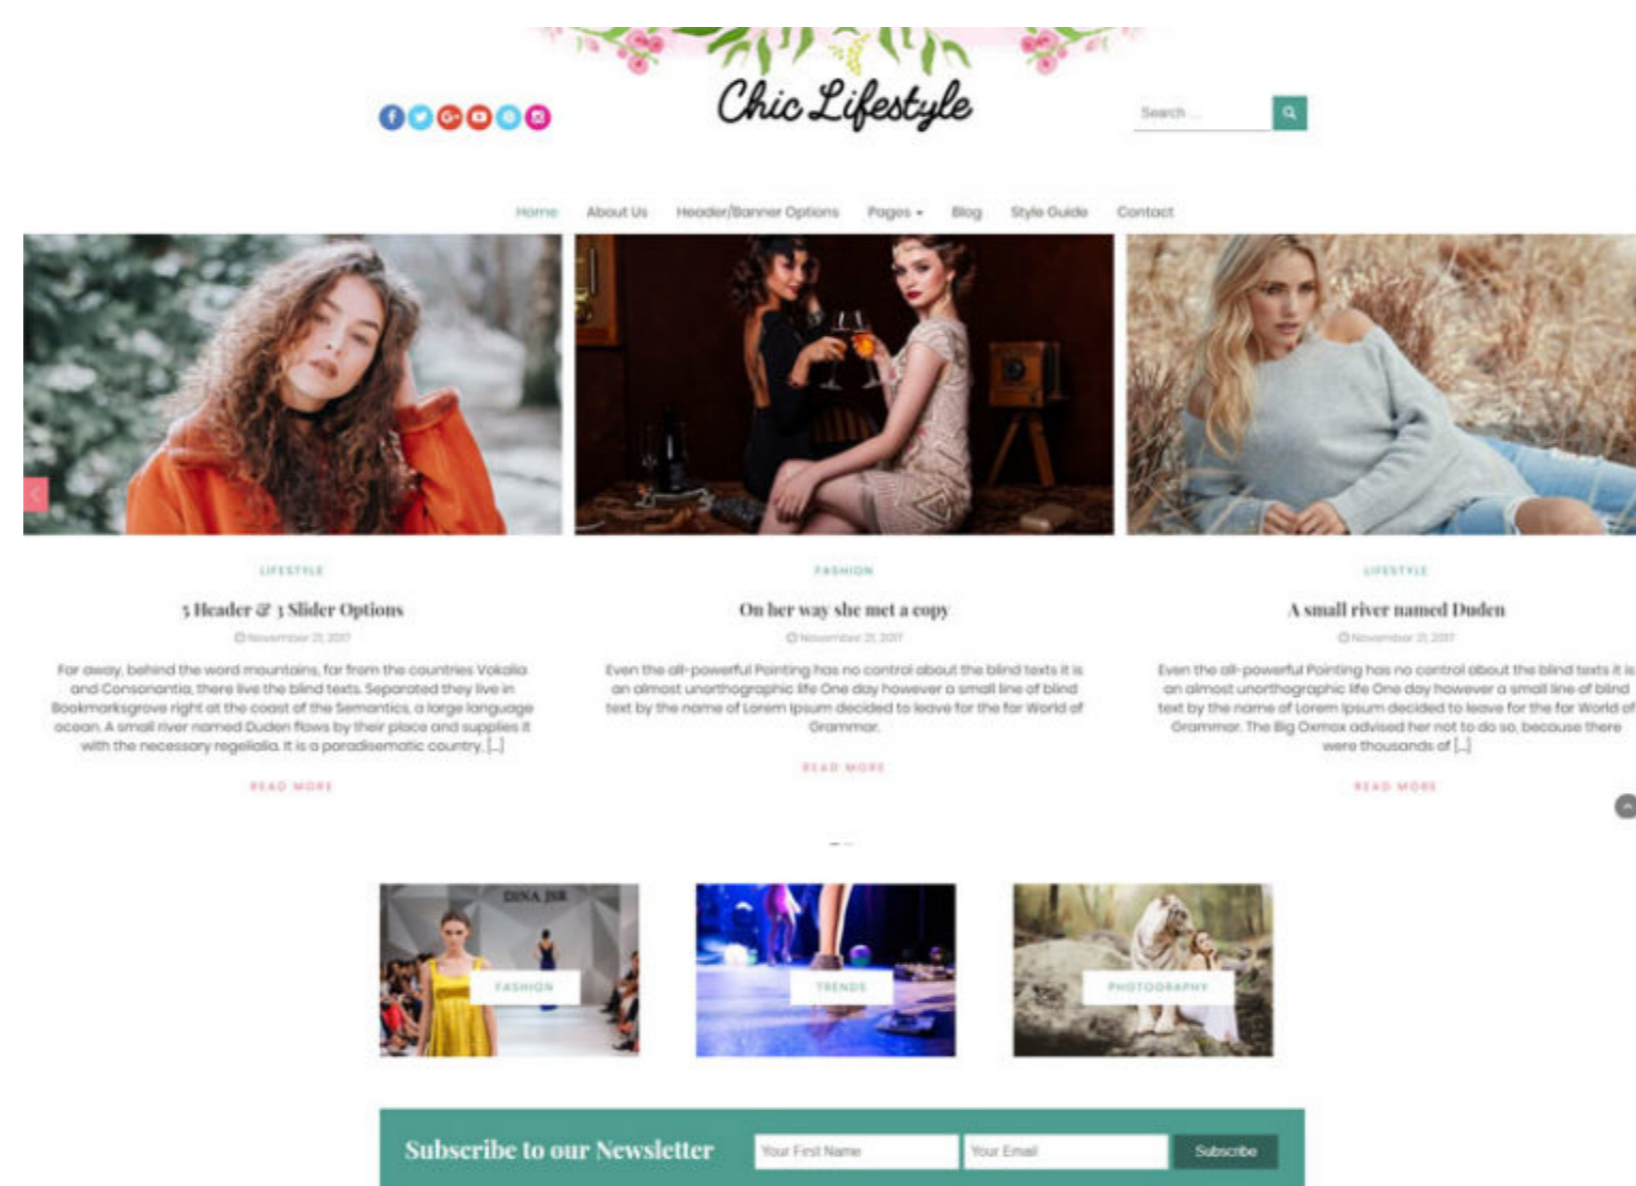 Chic Lifestyle
Search ...
Home About Us Header/Banner Options Pages Blog Style Guide Contact
LIFESTYLE
5 Header & 3 Slider Options
November 21, 2017
Far away, behind the word mountains, far from the countries Vokalia
and Consonantia, there live the blind texts. Separated they live in
Bookmarksgrove right at the coast of the Semantics, a large language
ocean. A small river named Duden flows by their place and supplies it
with the necessary regelialia. It is a paradisematic country, [...]
READ MORE
FASHION
On her way she met a copy
November 21, 2017
Even the all-powerful Pointing has no control about the blind texts it is
an almost unorthographic life One day however a small line of blind
text by the name of Lorem Ipsum decided to leave for the far World of
Grammar.
READ MORE
LIFESTYLE
A small river named Duden
November 21, 2017
Even the all-powerful Pointing has no control about the blind texts it is
an almost unorthographic life One day however a small line of blind
text by the name of Lorem Ipsum decided to leave for the far World of
Grammar. The Big Oxmox advised her not to do so, because there
were thousands of [...]
READ MORE
DINA JSR
FASHION
TRENDS
PHOTOGRAPHY
Subscribe to our Newsletter
Your First Name
Your Email
Subscribe